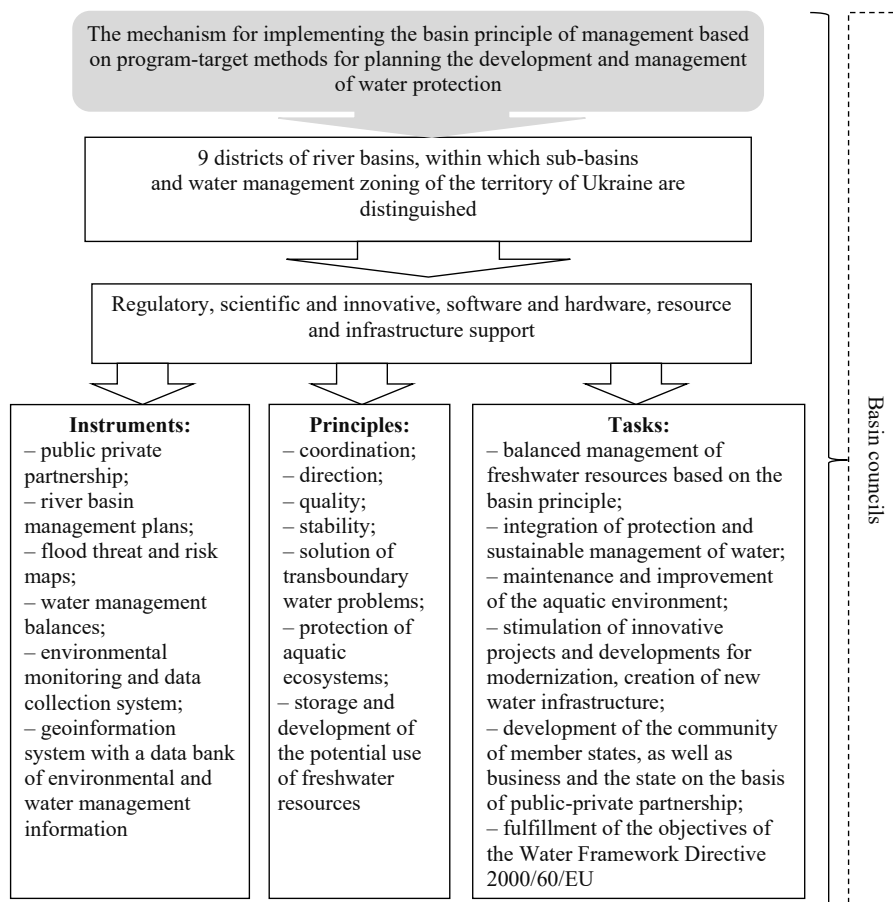 The mechanism for implementing the basin principle of management based
on program-target methods for planning the development and management
of water protection
9 districts of river basins, within which sub-basins
and water management zoning of the territory of Ukraine are
distinguished
Regulatory, scientific and innovative, software and hardware, resource
and infrastructure support
Instruments:
– public private
partnership;
– river basin
management plans;
– flood threat and risk
maps;
– water management
balances;
– environmental
monitoring and data
collection system;
– geoinformation
system with a data bank
of environmental and
water management
information
Principles:
– coordination;
– direction;
– quality;
– stability;
– solution of
transboundary
water problems;
– protection of
aquatic
ecosystems;
– storage and
development of
the potential use
of freshwater
resources
Tasks:
– balanced management of
freshwater resources based on the
basin principle;
– integration of protection and
sustainable management of water;
– maintenance and improvement
of the aquatic environment;
– stimulation of innovative
projects and developments for
modernization, creation of new
water infrastructure;
– development of the community
of member states, as well as
business and the state on the basis
of public-private partnership;
– fulfillment of the objectives of
the Water Framework Directive
2000/60/EU
Basin councils